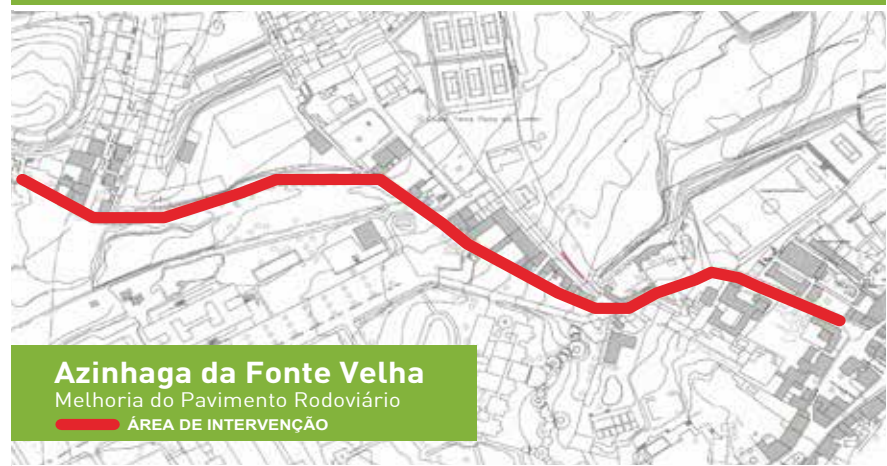 Azinhaga da Fonte Velha
Melhoria do Pavimento Rodoviário
ÁREA DE INTERVENÇÃO